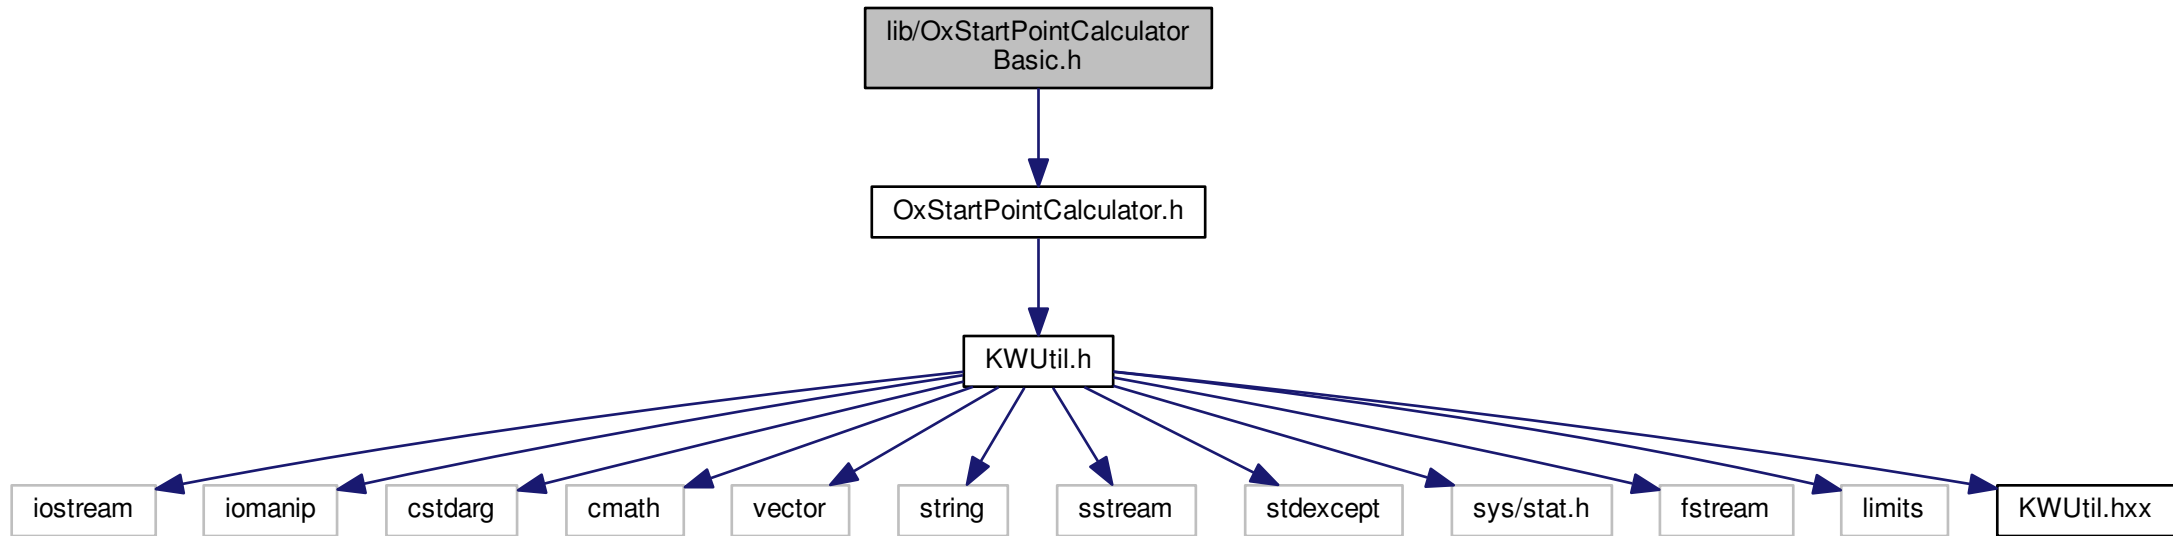 lib/OxStartPointCalculator
Basic.h
OxStartPointCalculator.h
KWUtil.h
iostream
iomanip
cstdarg
cmath
vector
string
sstream
stdexcept
sys/stat.h
fstream
limits
KWUtil.hxx